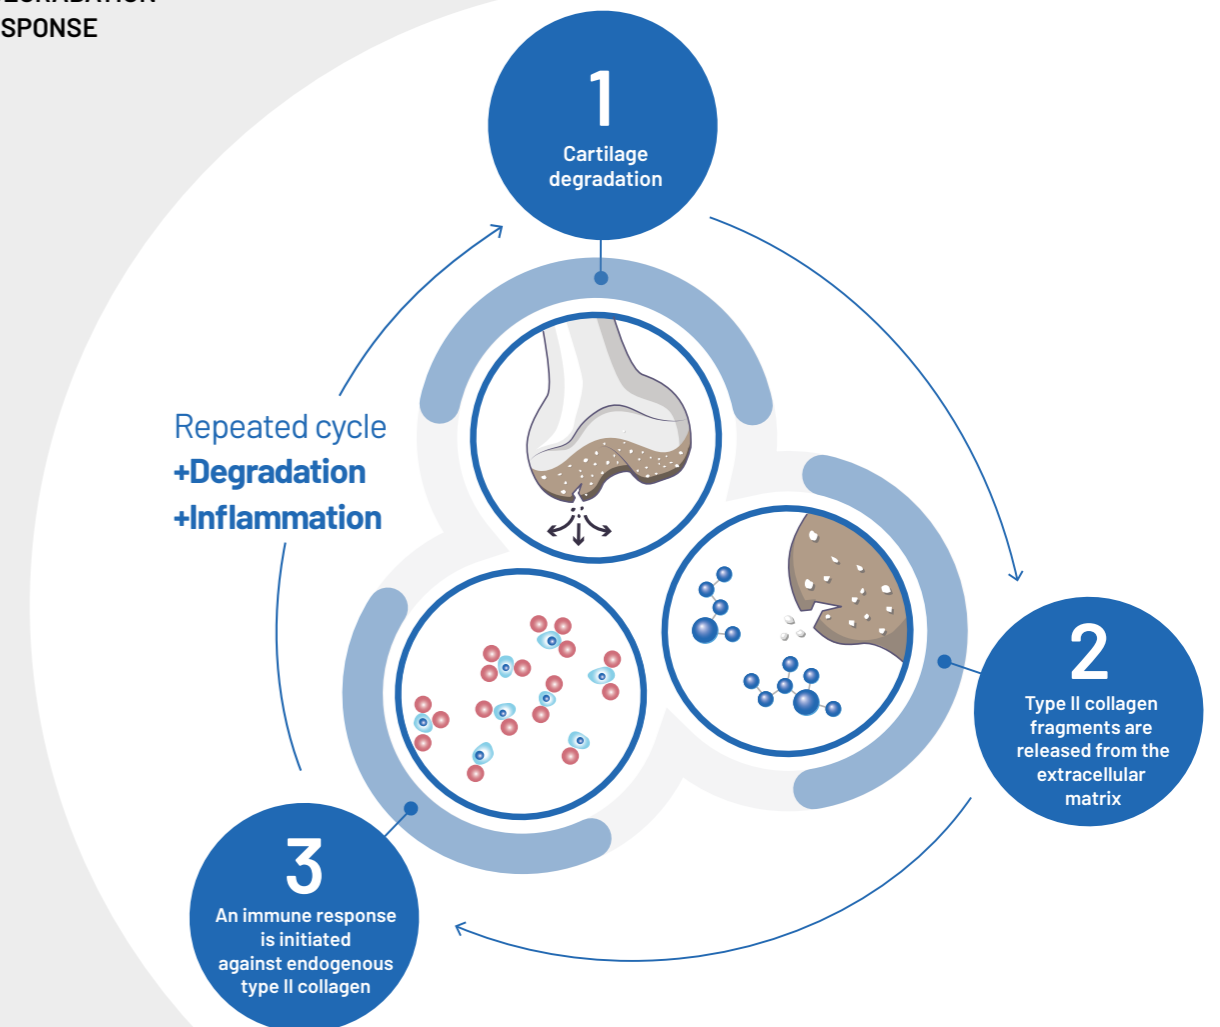 SPONSE
1
Cartilage
degradation
Repeated cycle
+Degradation
+Inflammation
2
Type II collagen
fragments are
released from the
extracellular
matrix
3
An immune response
is initiated
against endogenous
type II collagen